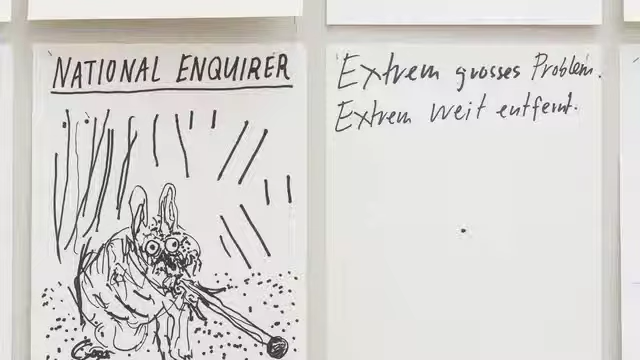 NATIONAL ENQUIRER
Extrem grosses Problem.
Extrem weit entfernt.